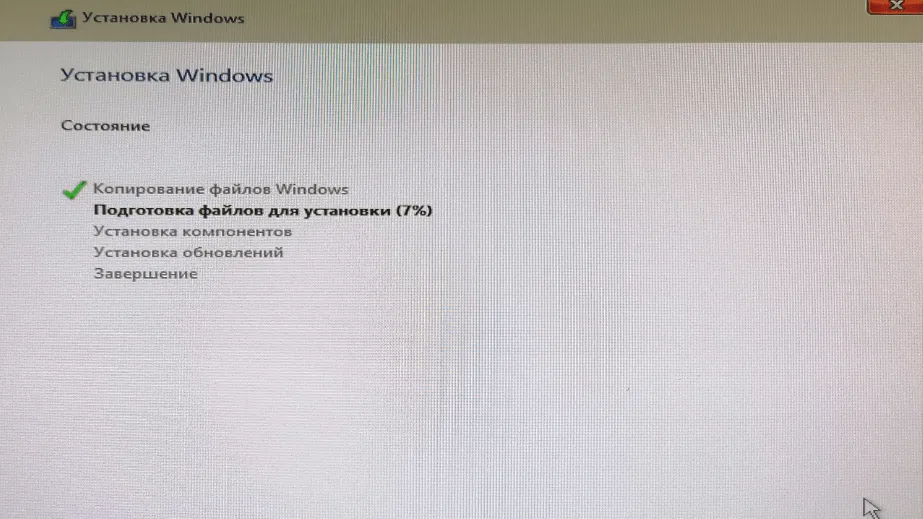 Установка Windows
Установка Windows
Состояние
Копирование файлов Windows
Подготовка файлов для установки (7%)
Установка компонентов
Установка обновлений
Завершение